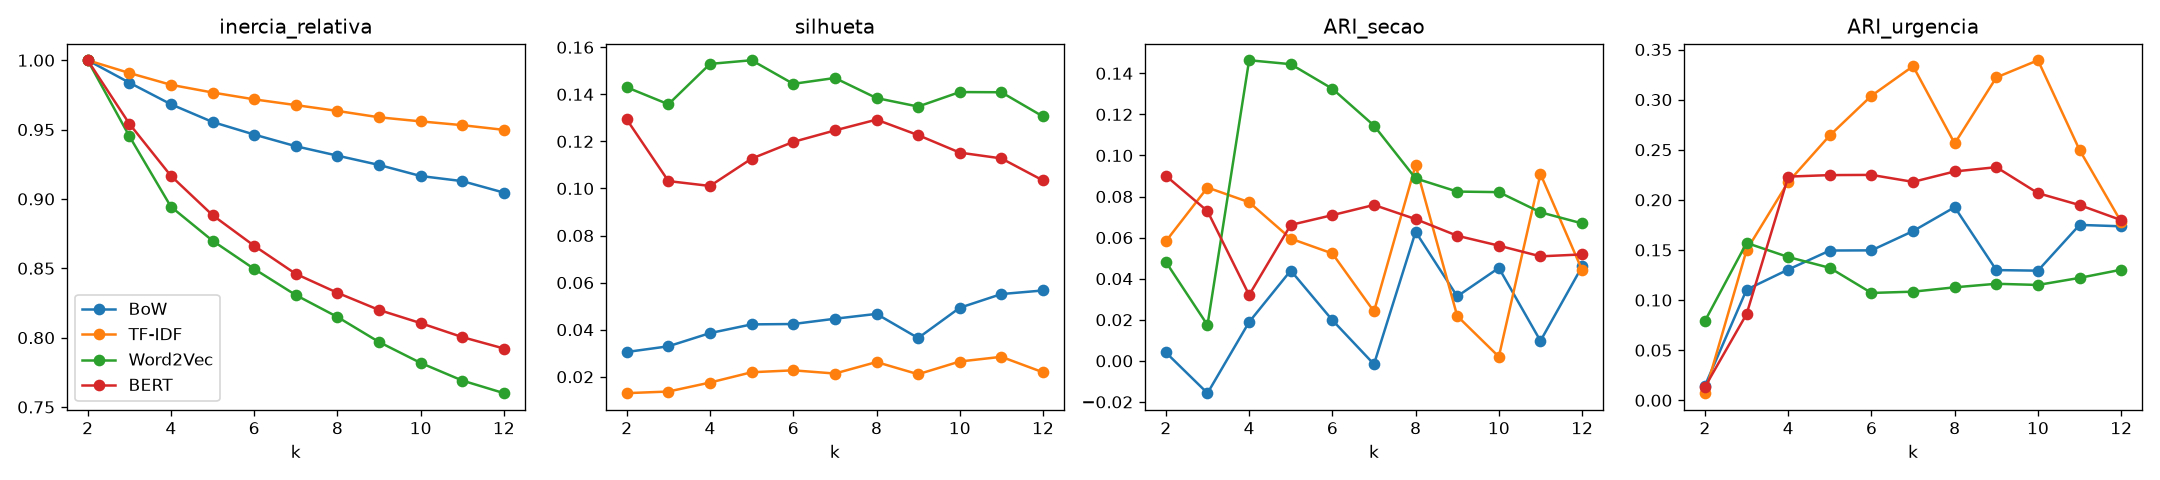 inercia_relativa
1.00
0.95
0.90
0.85
0.80
0.75
BoW
TF-IDF
Word2Vec
BERT
2 4 6 8 10 12
k
silhueta
0.16
0.14
0.12
0.10
0.08
0.06
0.04
0.02
2 4 6 8 10 12
k
ARI_secao
0.14
0.12
0.10
0.08
0.06
0.04
0.02
0.00
−0.02
2 4 6 8 10 12
k
ARI_urgencia
0.35
0.30
0.25
0.20
0.15
0.10
0.05
0.00
2 4 6 8 10 12
k